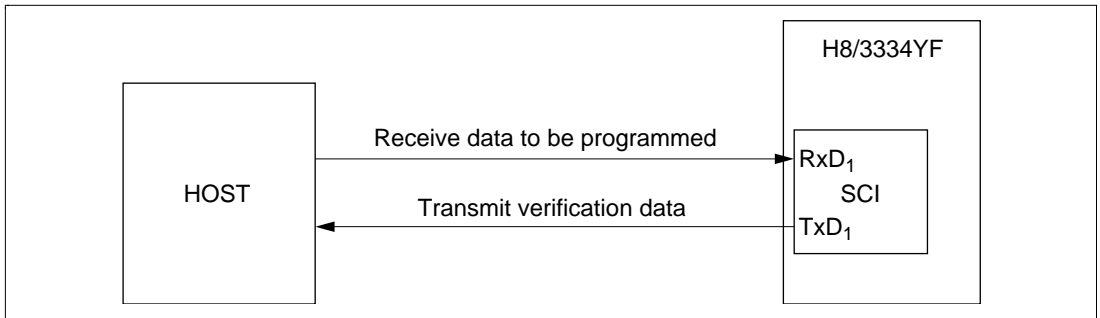 H8/3334YF
Receive data to be programmed
RxD₁
HOST
SCI
Transmit verification data
TxD₁